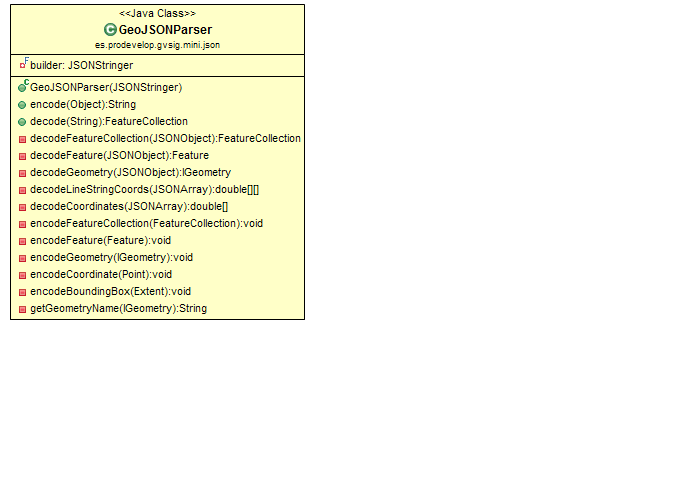 <<Java Class>>
GeoJSONParser
es.prodevelop.gvsig.mini.json
F builder: JSONStringer
C GeoJSONParser(JSONStringer)
encode(Object):String
decode(String):FeatureCollection
decodeFeatureCollection(JSONObject):FeatureCollection
decodeFeature(JSONObject):Feature
decodeGeometry(JSONObject):IGeometry
decodeLineStringCoords(JSONArray):double[][]
decodeCoordinates(JSONArray):double[]
encodeFeatureCollection(FeatureCollection):void
encodeFeature(Feature):void
encodeGeometry(IGeometry):void
encodeCoordinate(Point):void
encodeBoundingBox(Extent):void
getGeometryName(IGeometry):String